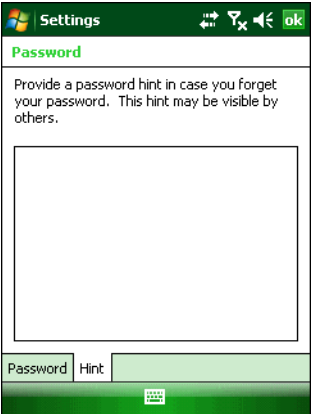 Settings
ok
Password
Provide a password hint in case you forget
your password. This hint may be visible by
others.
Password Hint